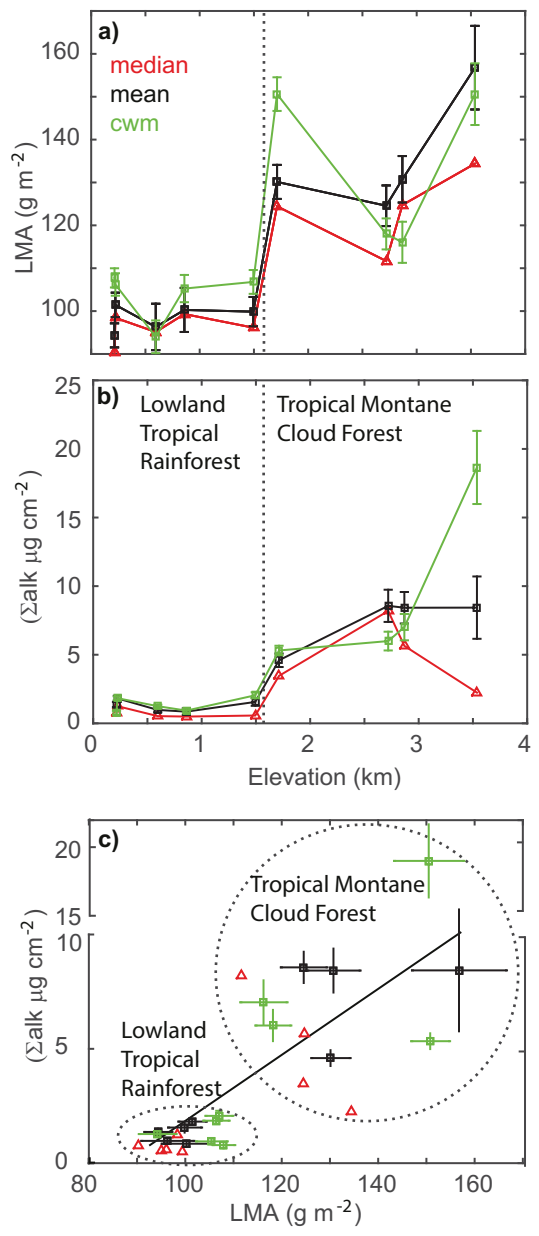 a)
median
mean
cwm
160
140
120
100
LMA (g m⁻²)
b)
Lowland
Tropical
Rainforest
Tropical Montane
Cloud Forest
25
20
15
10
5
0
(Σalk μg cm⁻²)
0 1 2 3 4
Elevation (km)
c)
20
15
10
5
0
(Σalk μg cm⁻²)
Tropical Montane
Cloud Forest
Lowland
Tropical
Rainforest
80 100 120 140 160
LMA (g m⁻²)